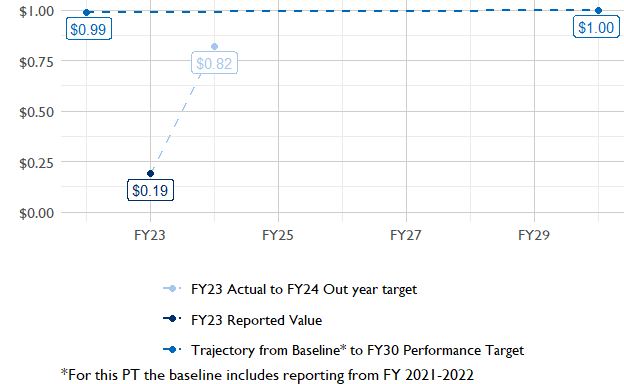 $1.00
$0.99
$1.00
$0.75
$0.82
$0.50
$0.25
$0.19
$0.00
FY23 FY25 FY27 FY29
FY23 Actual to FY24 Out year target
FY23 Reported Value
Trajectory from Baseline* to FY30 Performance Target
*For this PT the baseline includes reporting from FY 2021-2022